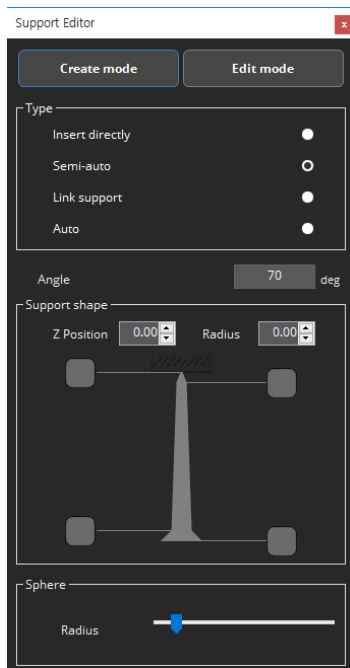 Support Editor
x
Create mode Edit mode
Type
Insert directly
Semi-auto
Link support
Auto
Angle 70 deg
Support shape
Z Position 0.00 Radius 0.00
Sphere
Radius